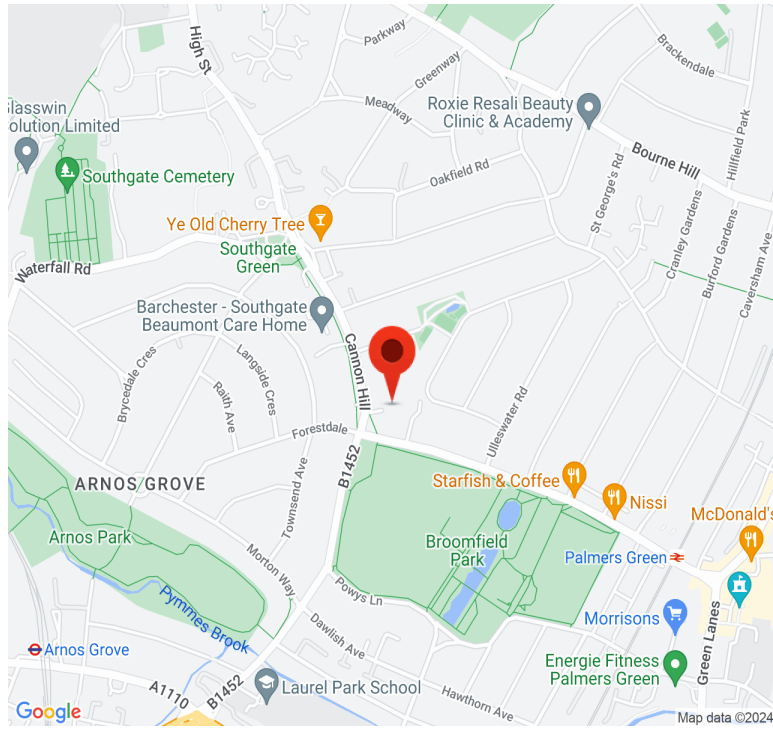 High St
Parkway
Brackendale
Greenway
Meadway
Roxie Resali Beauty
Clinic & Academy
Glasswin
olution Limited
Bourne Hill
Hillfield Park
Oakfield Rd
Southgate Cemetery
St George's Rd
Cranley Gardens
Burford Gardens
Caversham Ave
Ye Old Cherry Tree
Southgate
Green
Waterfall Rd
Barchester - Southgate
Beaumont Care Home
Cannon Hill
Langside Cres
Brycedale Cres
Raith Ave
Ulleswater Rd
Forestdale
B1452
Townsend Ave
ARNOS GROVE
Starfish & Coffee
Nissi
McDonald's
Arnos Park
Broomfield
Park
Palmers Green
Morton Way
Powys Ln
Pymmes Brook
Morrisons
Green Lanes
Dawlish Ave
Arnos Grove
Energie Fitness
Palmers Green
A1110
B1452
Laurel Park School
Hawthorn Ave
Google
Map data ©2024